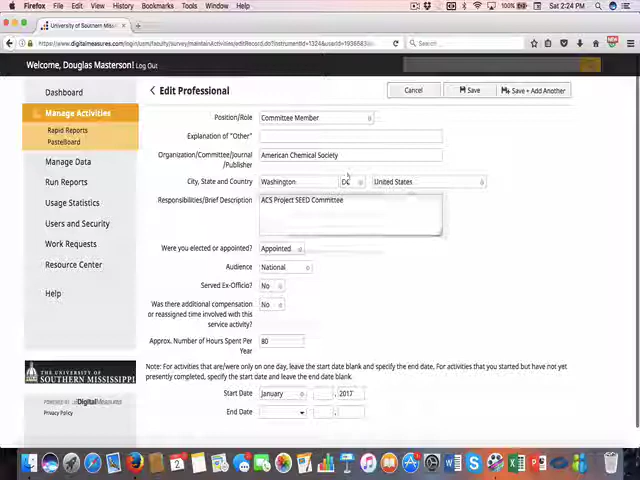 Firefox File Edit View History Bookmarks Tools Window Help 100% Sat 2:24 PM
University of Southern Mississi...
Search
Welcome, Douglas Masterson! Log Out
Dashboard
Manage Activities
Rapid Reports
PasteBoard
Manage Data
Run Reports
Usage Statistics
Users and Security
Work Requests
Resource Center
Help
THE UNIVERSITY OF
SOUTHERN MISSISSIPPI
POWERED BY DigitalMeasures
Privacy Policy
Edit Professional
Cancel Save Save + Add Another
Position/Role Committee Member
Explanation of "Other"
Organization/Committee/Journal
/Publisher American Chemical Society
City, State and Country Washington DC United States
Responsibilities/Brief Description ACS Project SEED Committee
Were you elected or appointed? Appointed
Audience National
Served Ex-Officio? No
Was there additional compensation
or reassigned time involved with this
service activity? No
Approx. Number of Hours Spent Per
Year 80
Note: For activities that are/were only on one day, leave the start date blank and specify the end date. For activities that you started but have not yet
presently completed, specify the start date and leave the end date blank.
Start Date January , 2017
End Date ,